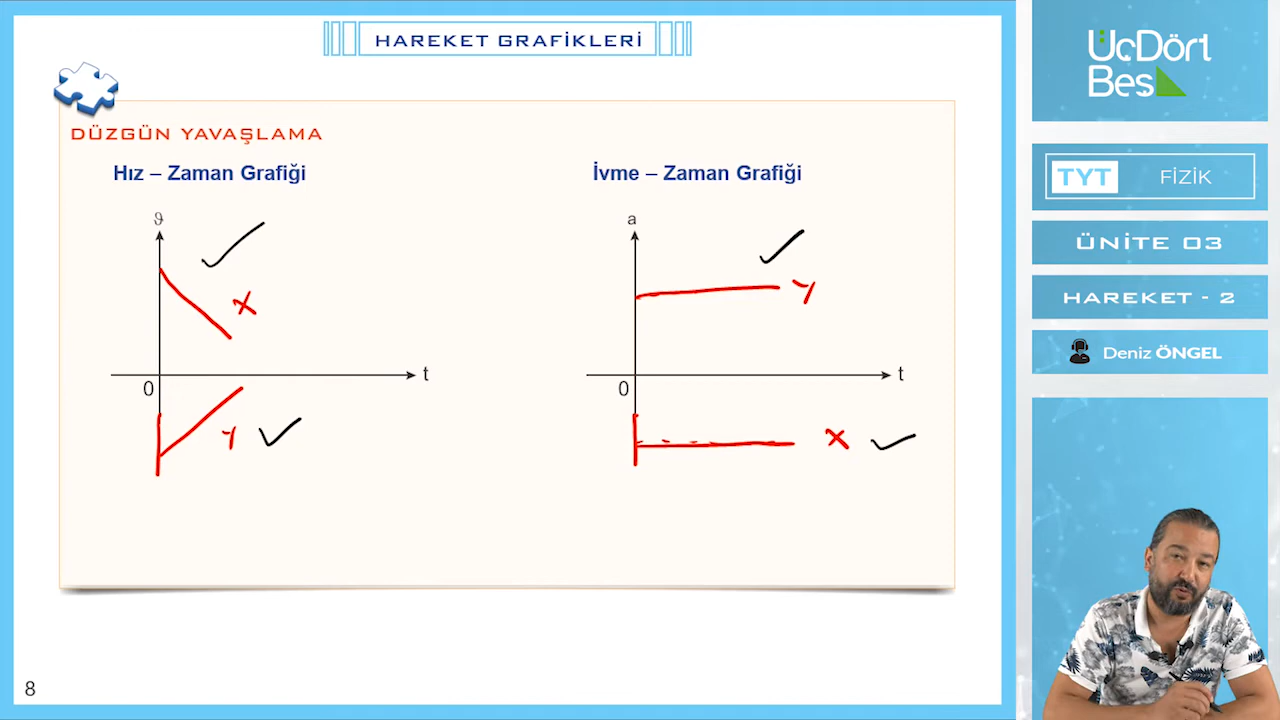 HAREKET GRAFİKLERİ
DÜZGÜN YAVAŞLAMA
Hız – Zaman Grafiği
İvme – Zaman Grafiği
ϑ
X
0
t
Y
a
Y
0
t
X
8
ÜçDört
Beş
TYT
FİZİK
ÜNİTE 03
HAREKET - 2
Deniz ÖNGEL